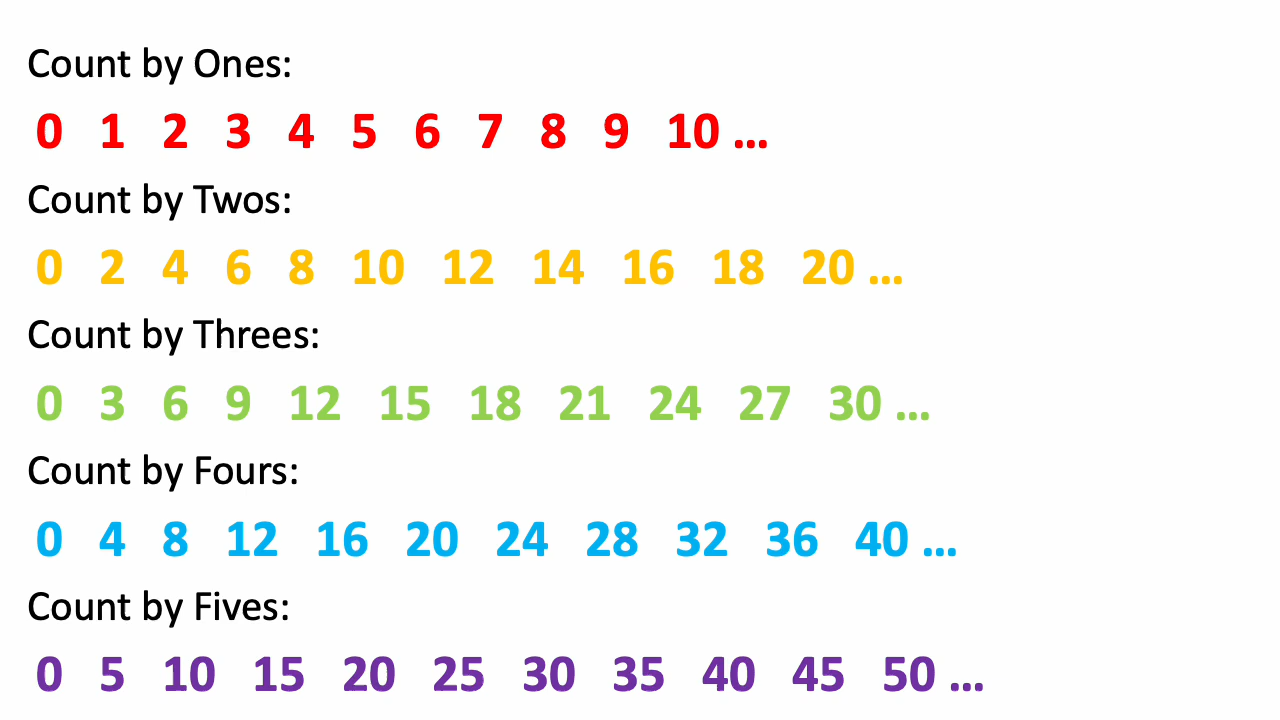 Count by Ones:
0 1 2 3 4 5 6 7 8 9 10 ...
Count by Twos:
0 2 4 6 8 10 12 14 16 18 20 ...
Count by Threes:
0 3 6 9 12 15 18 21 24 27 30 ...
Count by Fours:
0 4 8 12 16 20 24 28 32 36 40 ...
Count by Fives:
0 5 10 15 20 25 30 35 40 45 50 ...